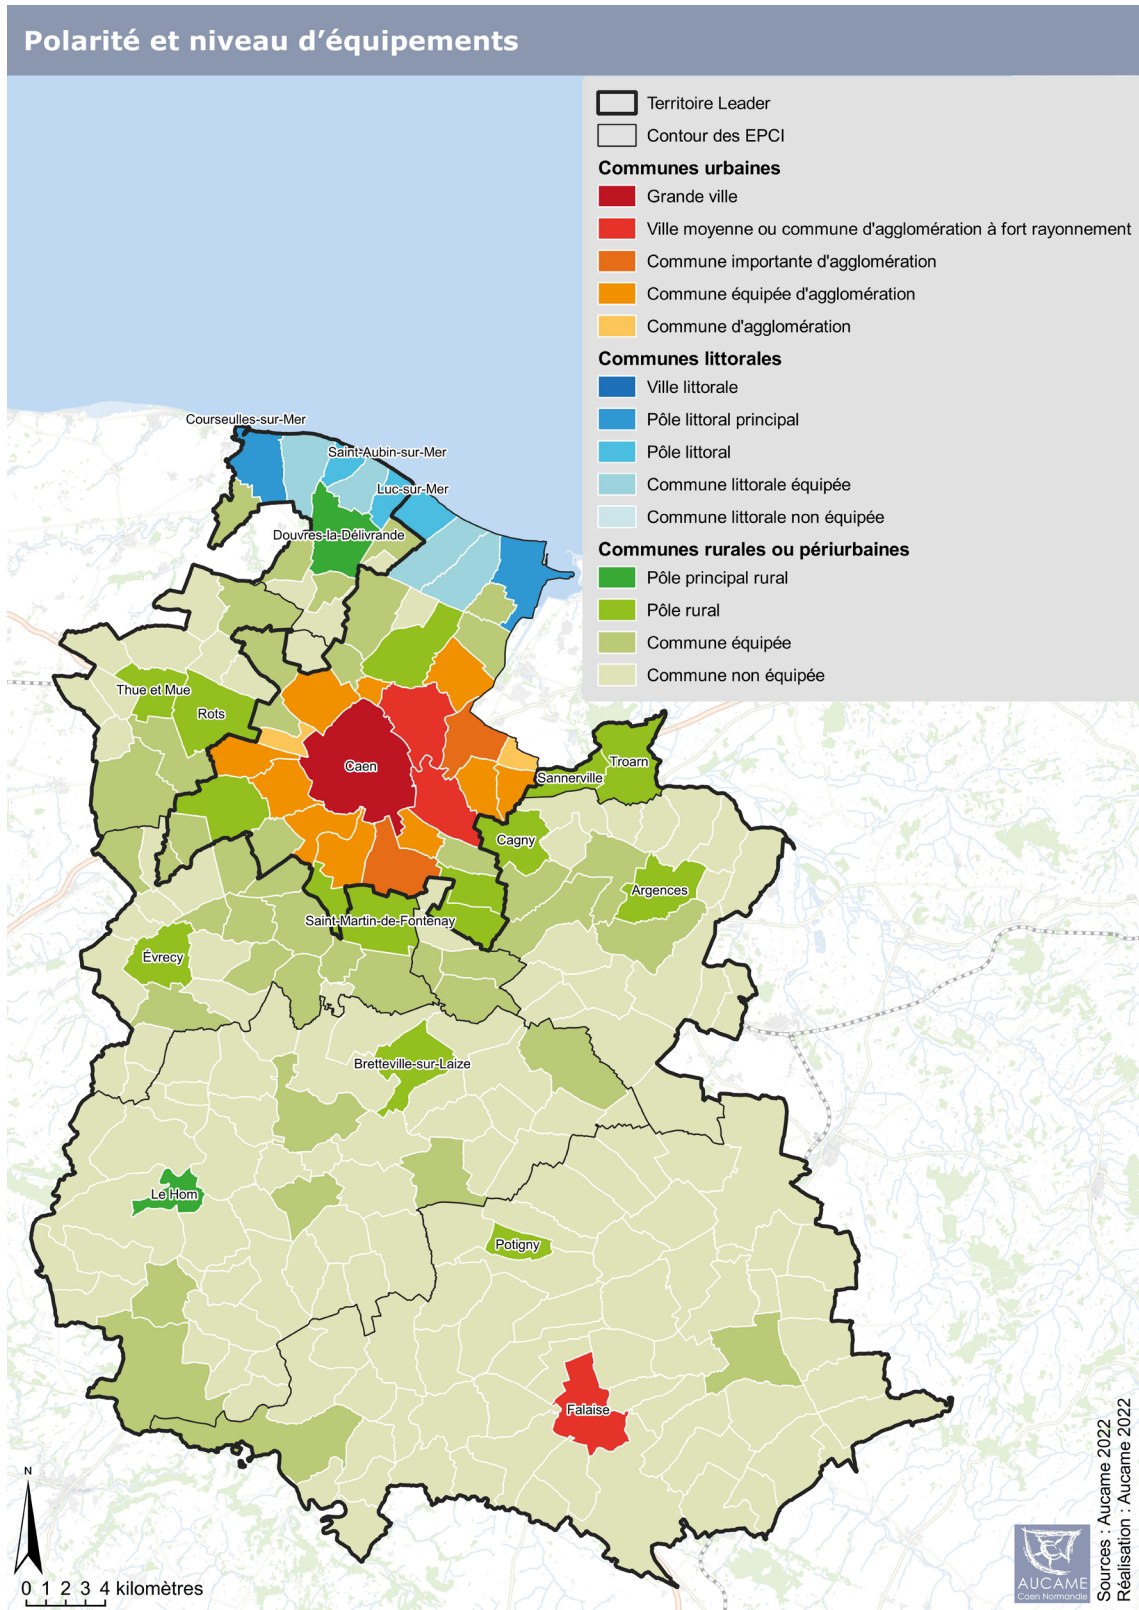 Polarité et niveau d'équipements
Territoire Leader
Contour des EPCI
Communes urbaines
Grande ville
Ville moyenne ou commune d'agglomération à fort rayonnement
Commune importante d'agglomération
Commune équipée d'agglomération
Commune d'agglomération
Communes littorales
Ville littorale
Pôle littoral principal
Pôle littoral
Commune littorale équipée
Commune littorale non équipée
Communes rurales ou périurbaines
Pôle principal rural
Pôle rural
Commune équipée
Commune non équipée
Courseulles-sur-Mer
Saint-Aubin-sur-Mer
Luc-sur-Mer
Douvres-la-Délivrande
Thue et Mue
Rots
Caen
Troarn
Sannerville
Cagny
Argences
Saint-Martin-de-Fontenay
Évrecy
Bretteville-sur-Laize
Le Hom
Potigny
Falaise
N
0 1 2 3 4 kilomètres
AUCAME
Caen Normandie
Sources : Aucame 2022
Réalisation : Aucame 2022